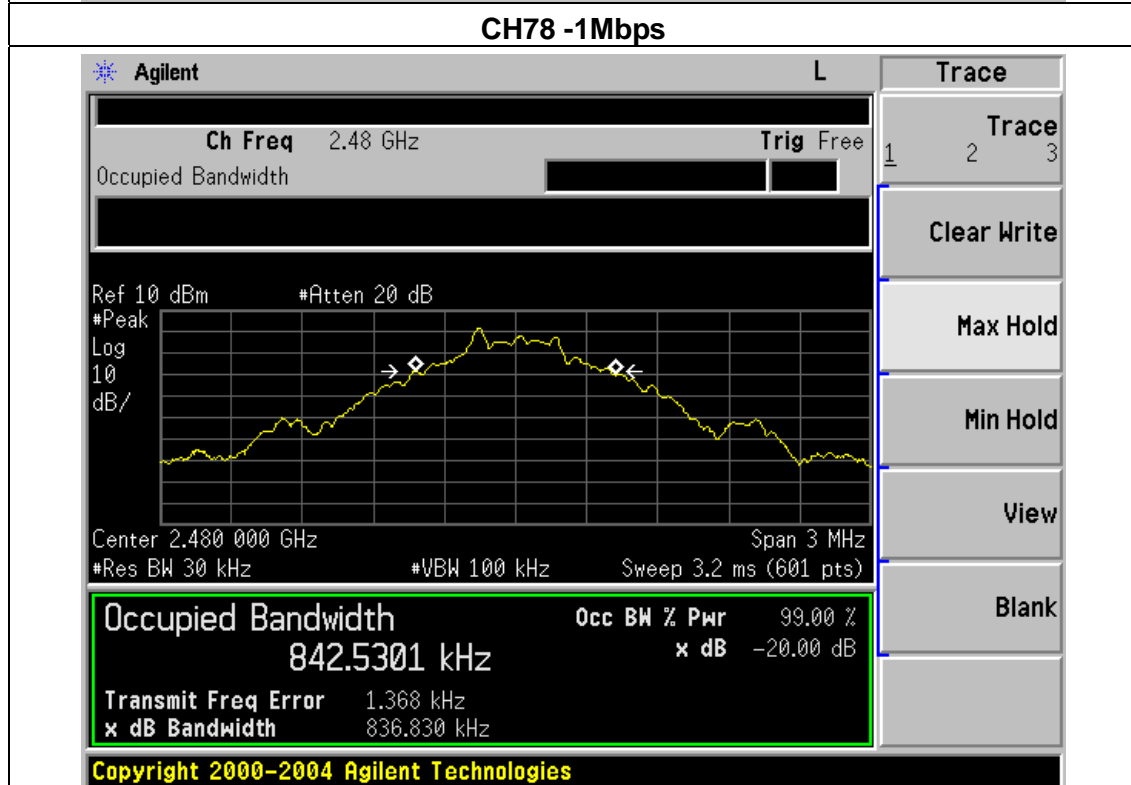 CH78 -1Mbps
Agilent L Trace
Ch Freq 2.48 GHz Trig Free
Occupied Bandwidth
Trace
1 2 3
Clear Write
Ref 10 dBm #Atten 20 dB
#Peak
Log
10
dB/
Max Hold
Min Hold
View
Center 2.480 000 GHz Span 3 MHz
#Res BW 30 kHz #VBW 100 kHz Sweep 3.2 ms (601 pts)
Blank
Occupied Bandwidth Occ BW % Pwr 99.00 %
842.5301 kHz x dB -20.00 dB
Transmit Freq Error 1.368 kHz
x dB Bandwidth 836.830 kHz
Copyright 2000-2004 Agilent Technologies